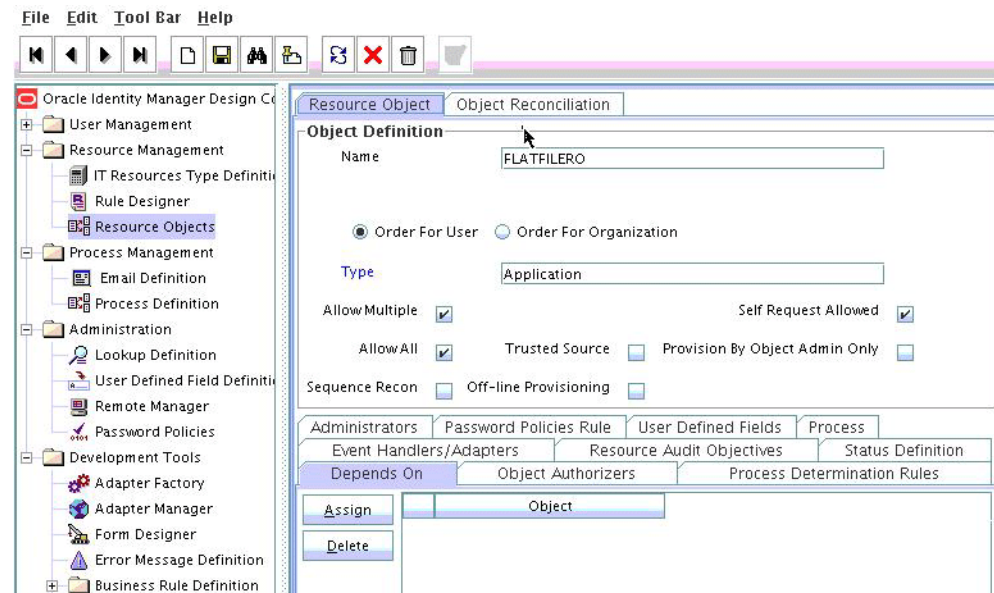 File Edit Tool Bar Help
Oracle Identity Manager Design Co
User Management
Resource Management
IT Resources Type Definiti
Rule Designer
Resource Objects
Process Management
Email Definition
Process Definition
Administration
Lookup Definition
User Defined Field Definiti
Remote Manager
Password Policies
Development Tools
Adapter Factory
Adapter Manager
Form Designer
Error Message Definition
Business Rule Definition
Resource Object Object Reconciliation
Object Definition
Name FLATFILERO
Order For User Order For Organization
Type Application
Allow Multiple Self Request Allowed
Allow All Trusted Source Provision By Object Admin Only
Sequence Recon Off-line Provisioning
Administrators Password Policies Rule User Defined Fields Process
Event Handlers/Adapters Resource Audit Objectives Status Definition
Depends On Object Authorizers Process Determination Rules
Assign Object
Delete